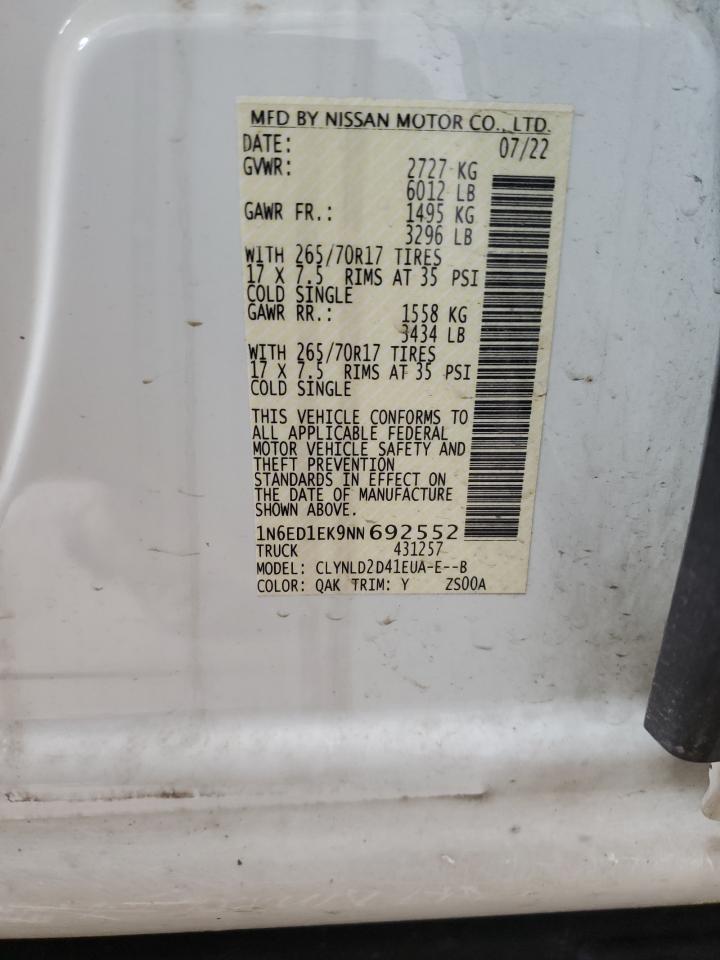 MFD BY NISSAN MOTOR CO., LTD.
DATE: 07/22
GVWR: 2727 KG
6012 LB
GAWR FR.: 1495 KG
3296 LB
WITH 265/70R17 TIRES
17 X 7.5 RIMS AT 35 PSI
COLD SINGLE
GAWR RR.: 1558 KG
3434 LB
WITH 265/70R17 TIRES
17 X 7.5 RIMS AT 35 PSI
COLD SINGLE
THIS VEHICLE CONFORMS TO
ALL APPLICABLE FEDERAL
MOTOR VEHICLE SAFETY AND
THEFT PREVENTION
STANDARDS IN EFFECT ON
THE DATE OF MANUFACTURE
SHOWN ABOVE.
1N6ED1EK9NN692552
TRUCK 431257
MODEL: CLYNLD2D41EUA-E--B
COLOR: QAK TRIM: Y ZS00A